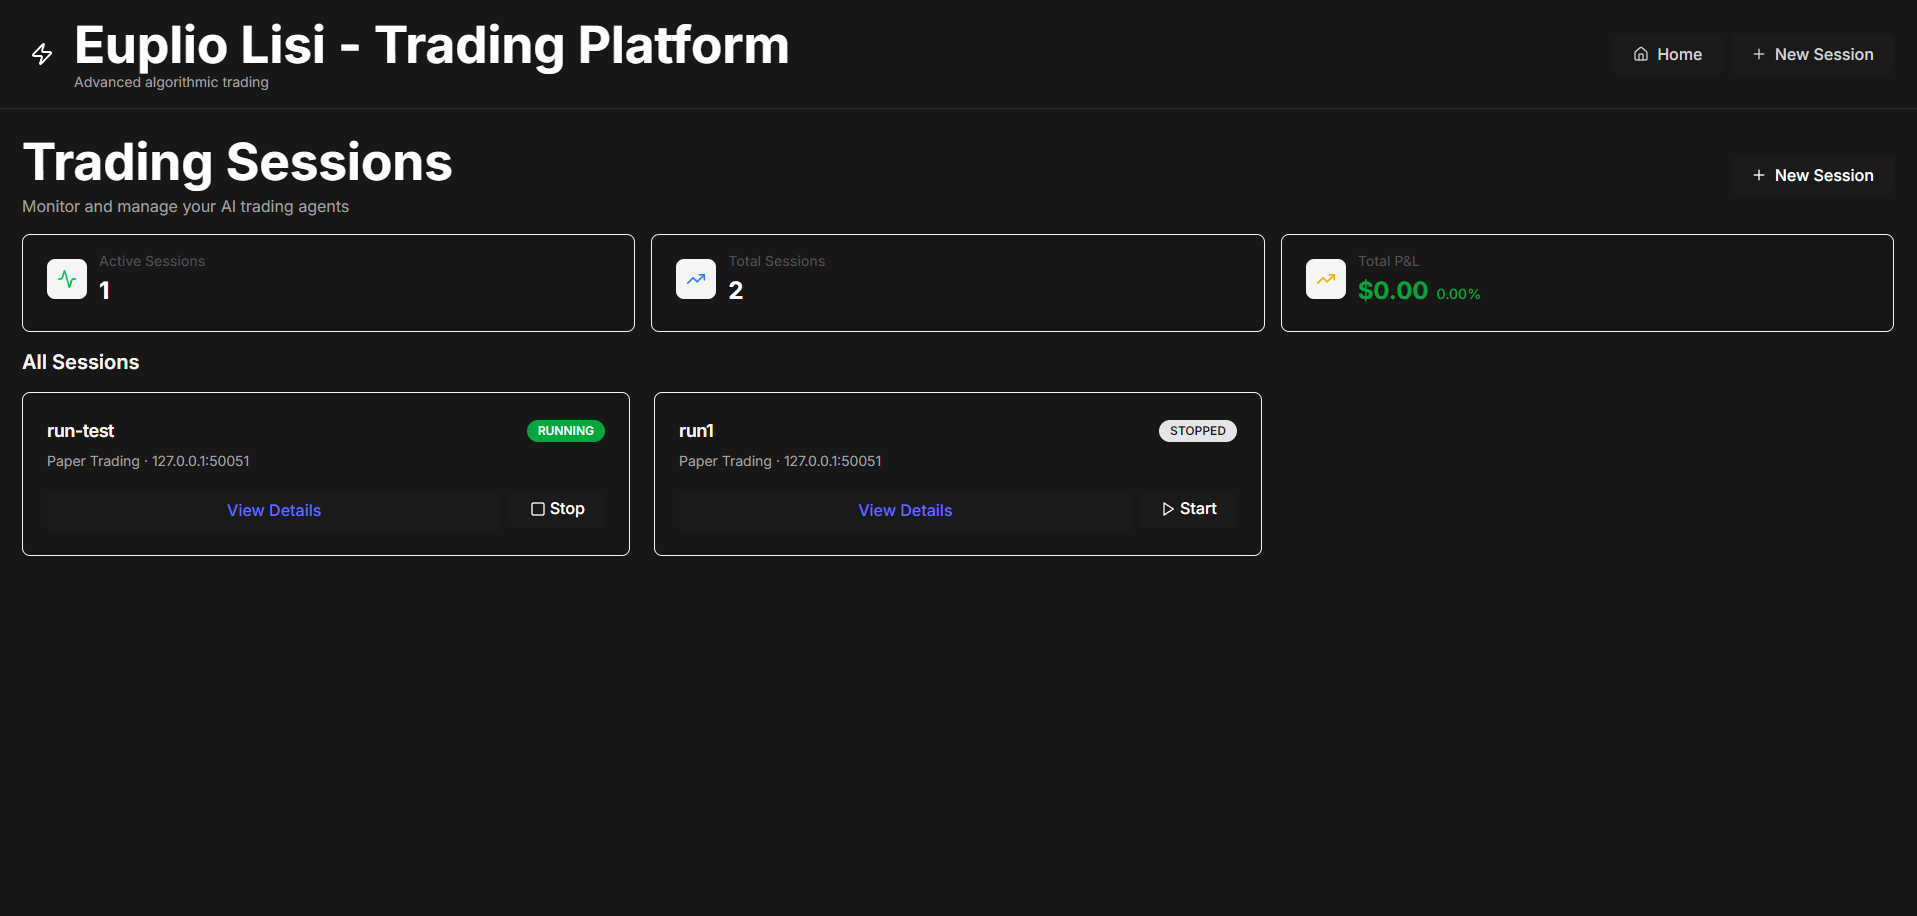 Euplio Lisi - Trading Platform
Advanced algorithmic trading
Home
New Session
Trading Sessions
Monitor and manage your AI trading agents
New Session
Active Sessions
1
Total Sessions
2
Total P&L
$0.00 0.00%
All Sessions
run-test
RUNNING
Paper Trading · 127.0.0.1:50051
View Details
Stop
run1
STOPPED
Paper Trading · 127.0.0.1:50051
View Details
Start